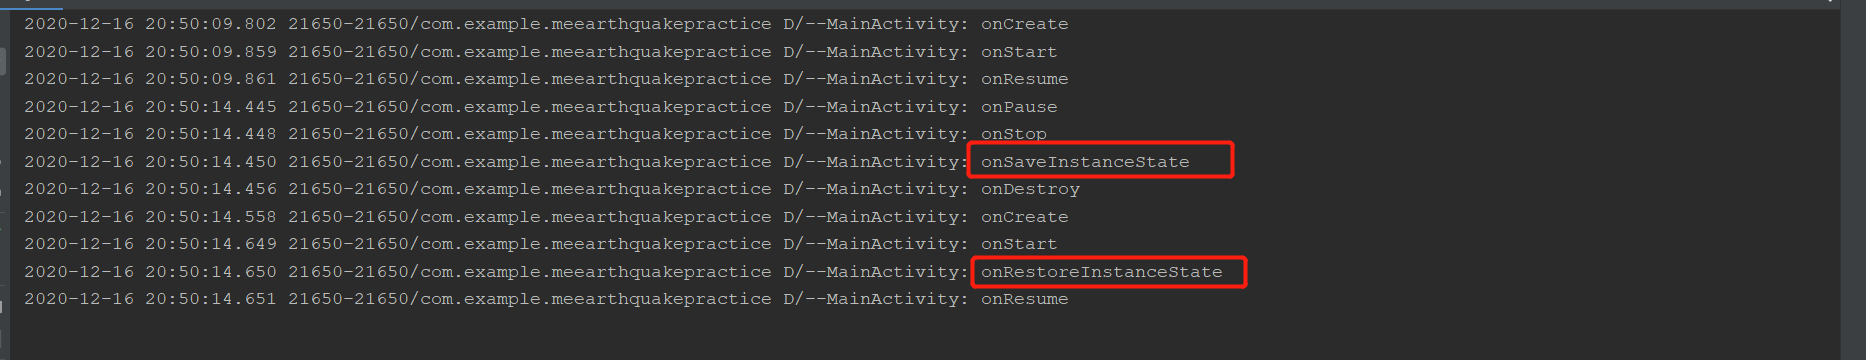 2020-12-16 20:50:09.802 21650-21650/com.example.meearthquakepractice D/--MainActivity: onCreate
2020-12-16 20:50:09.859 21650-21650/com.example.meearthquakepractice D/--MainActivity: onStart
2020-12-16 20:50:09.861 21650-21650/com.example.meearthquakepractice D/--MainActivity: onResume
2020-12-16 20:50:14.445 21650-21650/com.example.meearthquakepractice D/--MainActivity: onPause
2020-12-16 20:50:14.448 21650-21650/com.example.meearthquakepractice D/--MainActivity: onStop
2020-12-16 20:50:14.450 21650-21650/com.example.meearthquakepractice D/--MainActivity: onSaveInstanceState
2020-12-16 20:50:14.456 21650-21650/com.example.meearthquakepractice D/--MainActivity: onDestroy
2020-12-16 20:50:14.558 21650-21650/com.example.meearthquakepractice D/--MainActivity: onCreate
2020-12-16 20:50:14.649 21650-21650/com.example.meearthquakepractice D/--MainActivity: onStart
2020-12-16 20:50:14.650 21650-21650/com.example.meearthquakepractice D/--MainActivity: onRestoreInstanceState
2020-12-16 20:50:14.651 21650-21650/com.example.meearthquakepractice D/--MainActivity: onResume